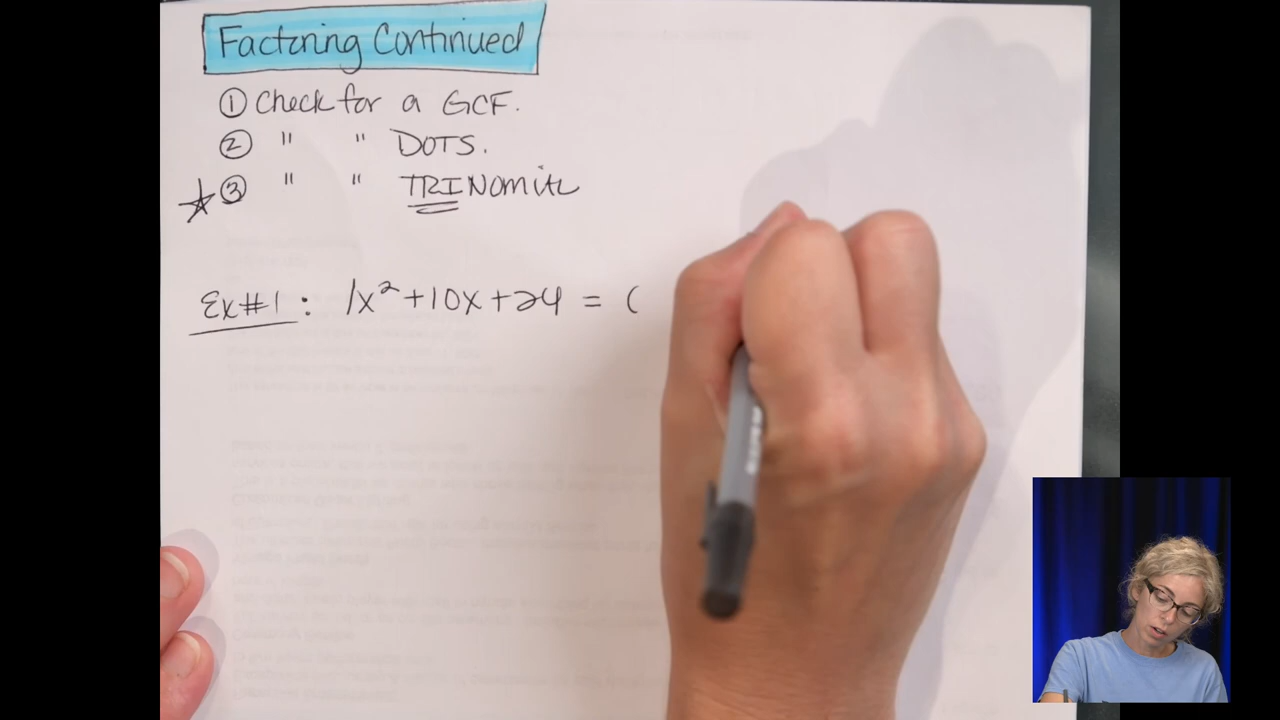 Factoring Continued
① Check for a GCF.
② " " DOTS.
③ " " TRINomial
Ex#1: 1x²+10x+24 = (